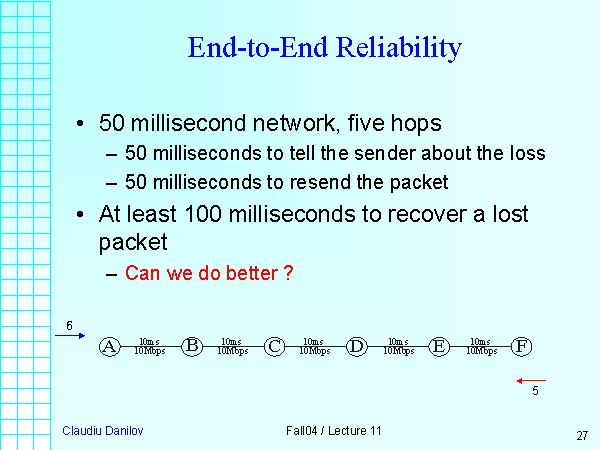 End-to-End Reliability
• 50 millisecond network, five hops
– 50 milliseconds to tell the sender about the loss
– 50 milliseconds to resend the packet
• At least 100 milliseconds to recover a lost
packet
– Can we do better ?
6
10ms 10ms 10ms 10ms 10ms
A B C D E F
10Mbps 10Mbps 10Mbps 10Mbps 10Mbps
5
Claudiu Danilov Fall04 / Lecture 11 27